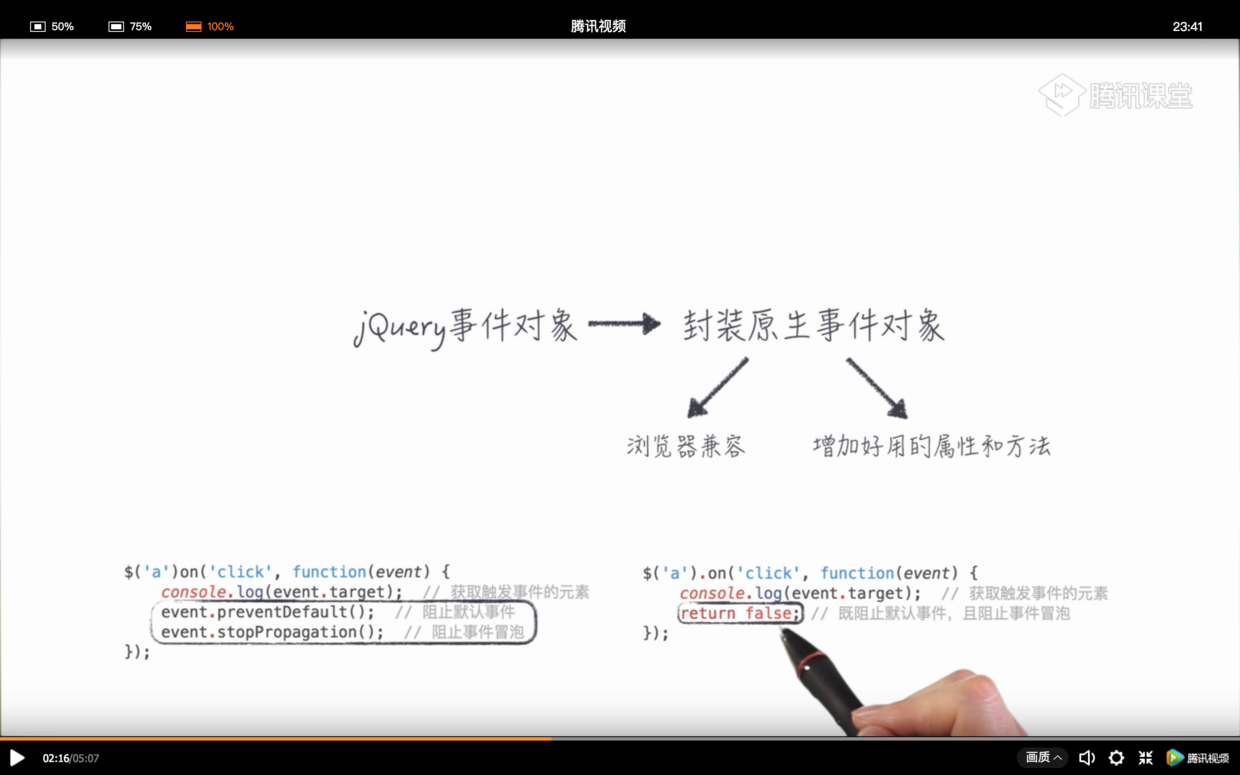 50% 75% 100% 腾讯视频 23:41
腾讯课堂
jQuery事件对象 封装原生事件对象
浏览器兼容 增加好用的属性和方法
$('a')on('click', function(event) {
console.log(event.target); // 获取触发事件的元素
event.preventDefault(); // 阻止默认事件
event.stopPropagation(); // 阻止事件冒泡
});
$('a').on('click', function(event) {
console.log(event.target); // 获取触发事件的元素
return false; // 既阻止默认事件，且阻止事件冒泡
});
02:16/05:07 画质 腾讯视频